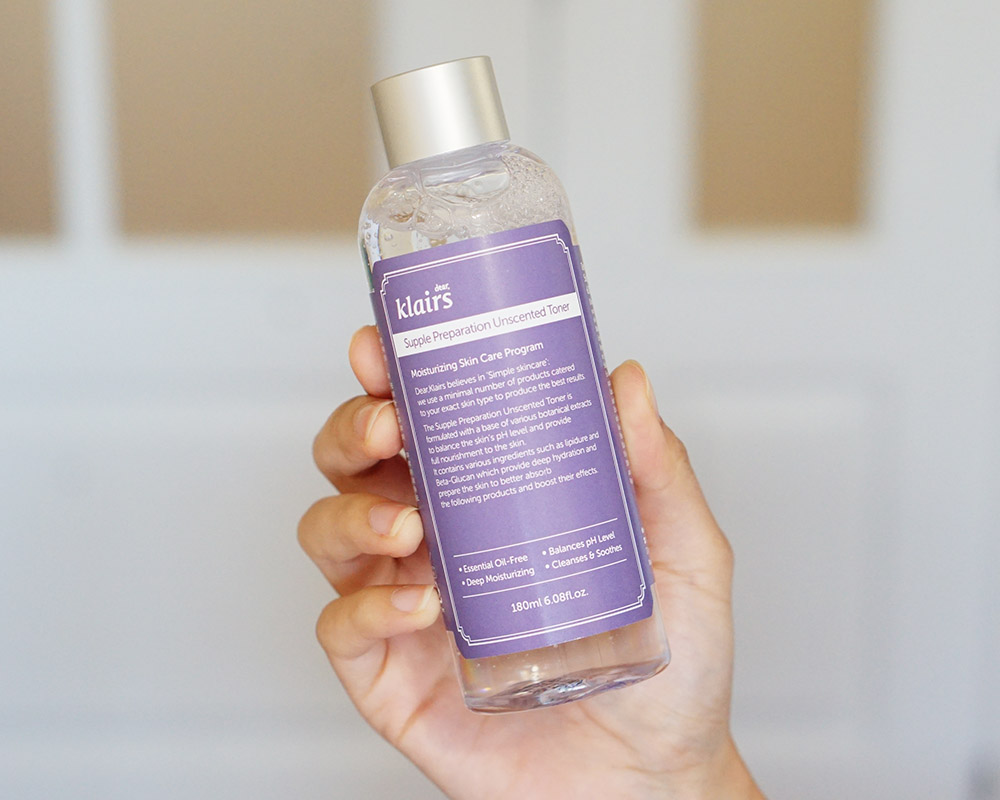 dear,
klairs
Supple Preparation Unscented Toner
Moisturizing Skin Care Program
Dear,Klairs believes in 'Simple skincare':
we use a minimal number of products catered
to your exact skin type to produce the best results
The Supple Preparation Unscented Toner is
formulated with a base of various botanical extracts
to balance the skin's pH level and provide
full nourishment to the skin.
It contains various ingredients such as lipidure and
Beta-Glucan which provide deep hydration and
prepare the skin to better absorb
the following products and boost their effects.
• Essential Oil-Free • Balances pH Level
• Deep Moisturizing • Cleanses & Soothes
180ml 6.08fl.oz.